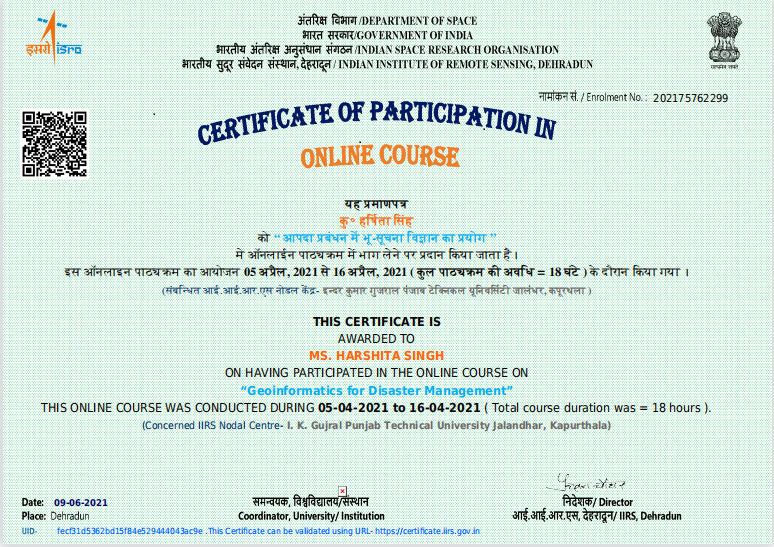 अंतरिक्ष विभाग /DEPARTMENT OF SPACE
भारत सरकार/GOVERNMENT OF INDIA
भारतीय अंतरिक्ष अनुसंधान संगठन /INDIAN SPACE RESEARCH ORGANISATION
भारतीय सुदूर संवेदन संस्थान, देहरादून / INDIAN INSTITUTE OF REMOTE SENSING, DEHRADUN
इसरो isro
सत्यमेव जयते
नामांकन सं. / Enrolment No. : 202175762299
CERTIFICATE OF PARTICIPATION IN
ONLINE COURSE
यह प्रमाणपत्र
कु॰ हर्षिता सिंह
को “आपदा प्रबंधन में भू-सूचना विज्ञान का प्रयोग ”
में ऑनलाईन पाठ्यक्रम में भाग लेने पर प्रदान किया जाता है ।
इस ऑनलाइन पाठ्यक्रम का आयोजन 05 अप्रैल, 2021 से 16 अप्रैल, 2021 ( कुल पाठ्यक्रम की अवधि = 18 घंटे ) के दौरान किया गया ।
(संबन्धित आई.आई.आर.एस नोडल केंद्र- इन्दर कुमार गुजराल पंजाब टेक्निकल यूनिवर्सिटी जालंधर, कपूरथला )
THIS CERTIFICATE IS
AWARDED TO
MS. HARSHITA SINGH
ON HAVING PARTICIPATED IN THE ONLINE COURSE ON
“Geoinformatics for Disaster Management”
THIS ONLINE COURSE WAS CONDUCTED DURING 05-04-2021 to 16-04-2021 ( Total course duration was = 18 hours ).
(Concerned IIRS Nodal Centre- I. K. Gujral Punjab Technical University Jalandhar, Kapurthala)
Date: 09-06-2021
Place: Dehradun
समन्वयक, विश्वविद्यालय/संस्थान
Coordinator, University/ Institution
निदेशक/ Director
आई.आई.आर.एस, देहरादून/ IIRS, Dehradun
UID- fecf31d5362bd15f84e529444043ac9e .This Certificate can be validated using URL- https://certificate.iirs.gov.in